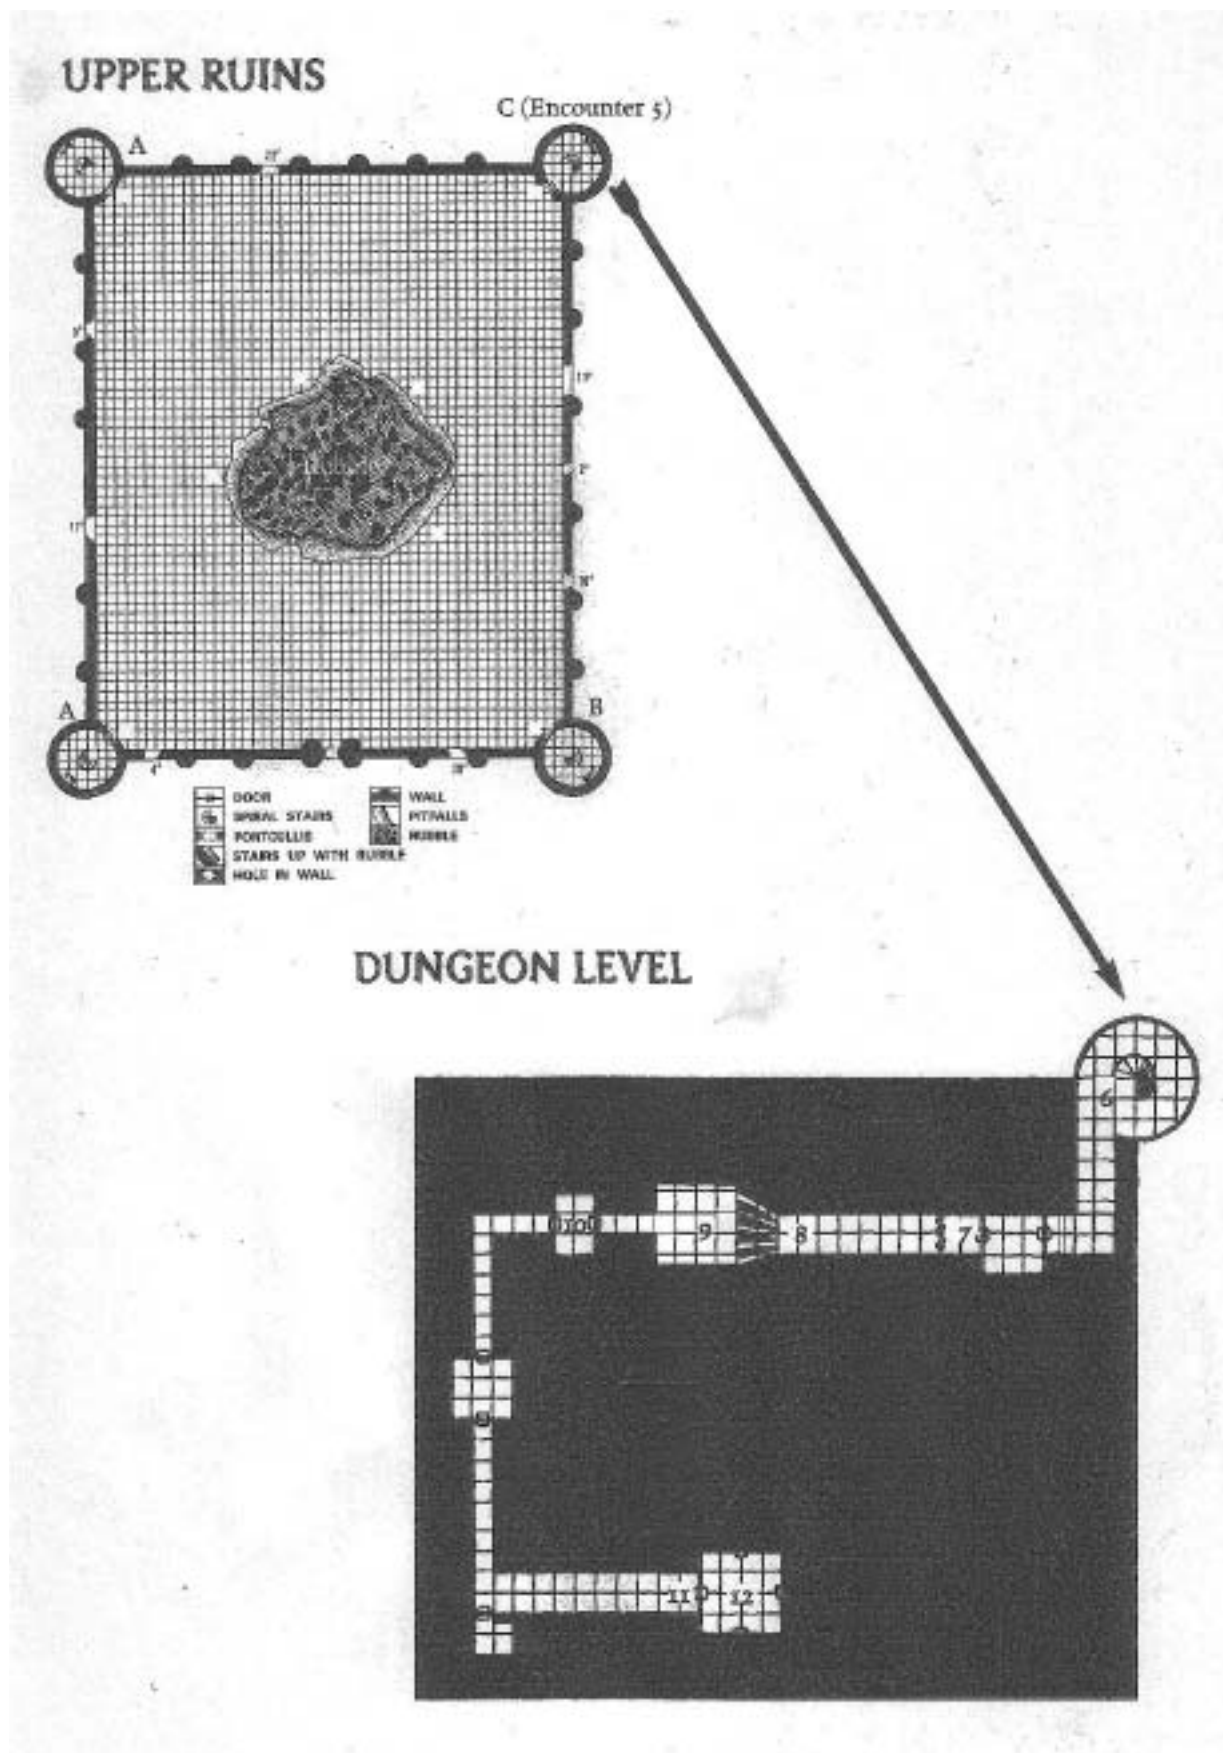 UPPER RUINS
C (Encounter 5)
A
A
B
4'
DOOR
SPIRAL STAIRS
PORTCULLIS
STAIRS UP WITH RUBBLE
HOLE IN WALL
WALL
PITFALLS
RUBBLE
DUNGEON LEVEL
6
10
9
8
7
11
12